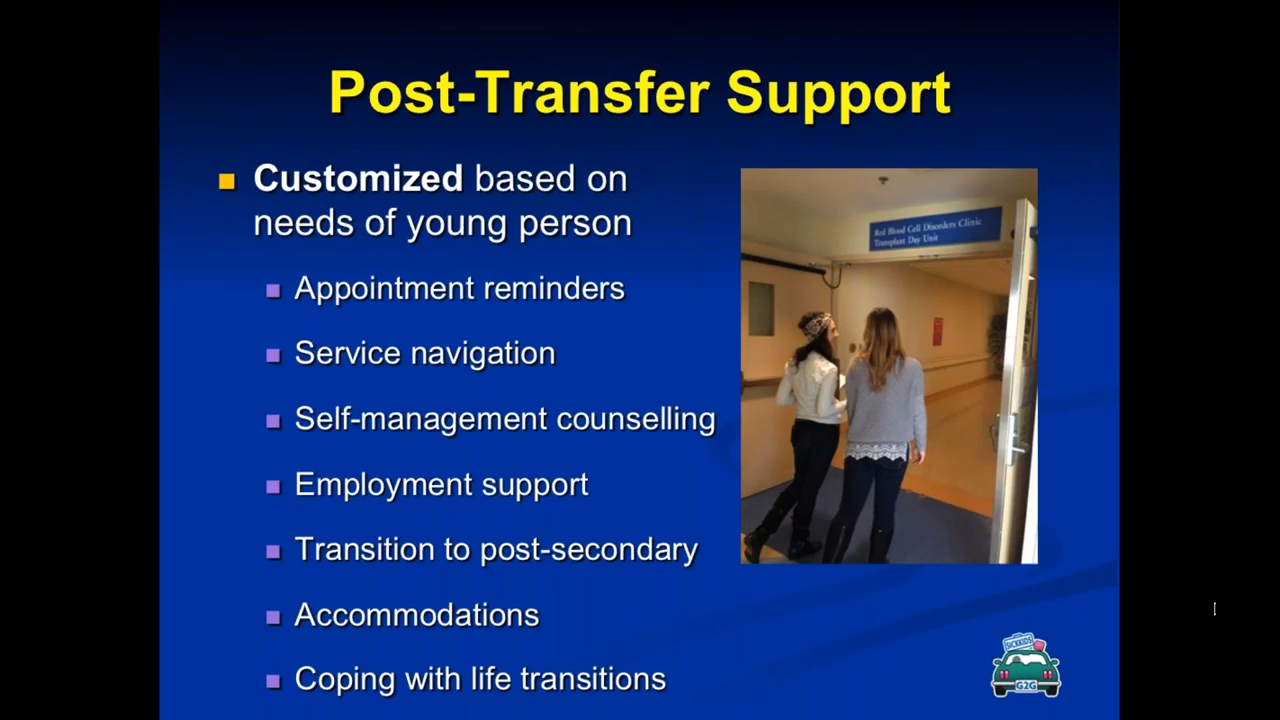 Post-Transfer Support
Customized based on
needs of young person
Appointment reminders
Service navigation
Self-management counselling
Employment support
Transition to post-secondary
Accommodations
Coping with life transitions
Red Blood Cell Disorders Clinic
Transplant Day Unit
SICKKIDS
G2G